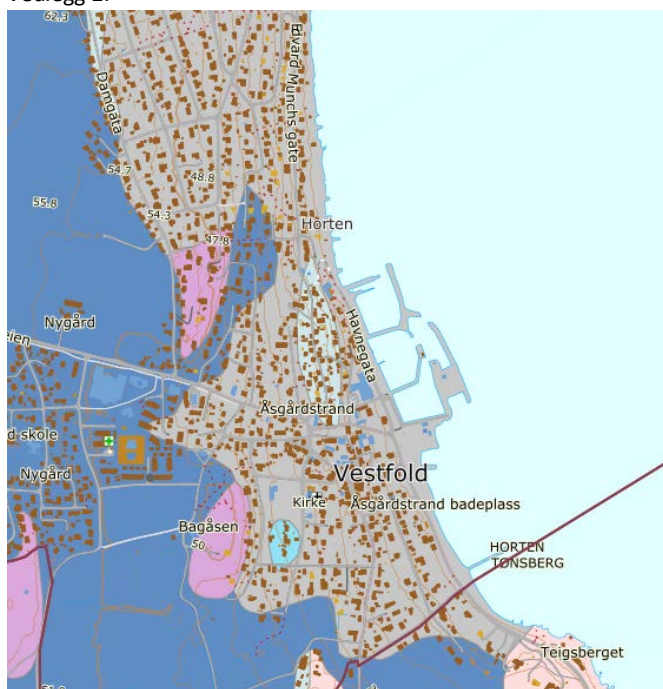 Vedlegg 2.
62.3
Damgata
Edvard Munchs gate
54.7
48.8
55.8
54.3
47.8
Horten
Nygård
eien
Havnegata
Åsgårdstrand
d skole
Nygård
Vestfold
Kirke
Åsgårdstrand badeplass
Bagåsen
50
HORTEN
TØNSBERG
Teigsberget